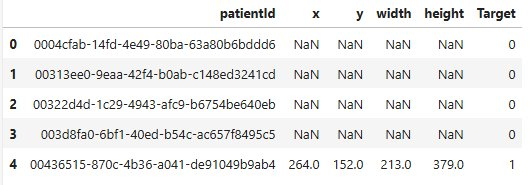 patientId x y width height Target
0 0004cfab-14fd-4e49-80ba-63a80b6bddd6 NaN NaN NaN NaN 0
1 00313ee0-9eaa-42f4-b0ab-c148ed3241cd NaN NaN NaN NaN 0
2 00322d4d-1c29-4943-afc9-b6754be640eb NaN NaN NaN NaN 0
3 003d8fa0-6bf1-40ed-b54c-ac657f8495c5 NaN NaN NaN NaN 0
4 00436515-870c-4b36-a041-de91049b9ab4 264.0 152.0 213.0 379.0 1